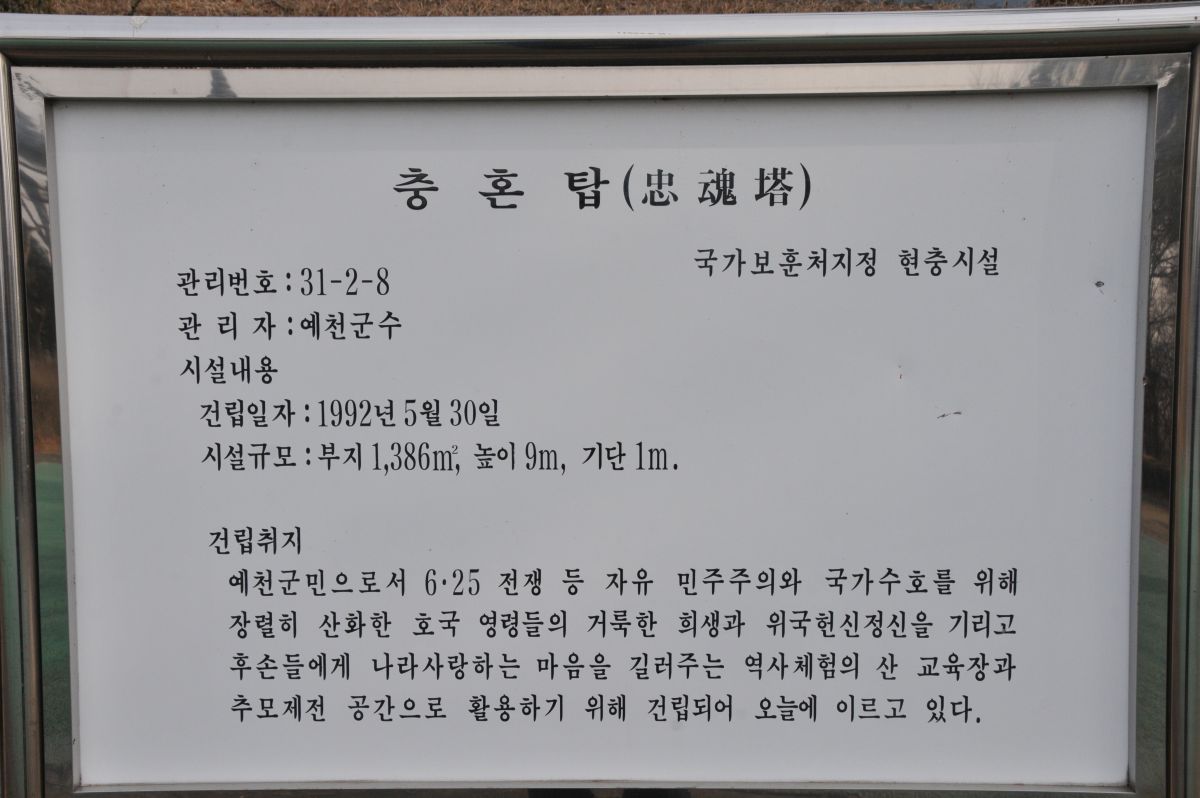 충 혼 탑 (忠 魂 塔)
국가보훈처지정 현충시설
관리번호 : 31-2-8
관 리 자 : 예천군수
시설내용
건립일자 : 1992년 5월 30일
시설규모 : 부지 1,386㎡, 높이 9m, 기단 1m.
건립취지
예천군민으로서 6·25 전쟁 등 자유 민주주의와 국가수호를 위해
장렬히 산화한 호국 영령들의 거룩한 희생과 위국헌신정신을 기리고
후손들에게 나라사랑하는 마음을 길러주는 역사체험의 산 교육장과
추모제전 공간으로 활용하기 위해 건립되어 오늘에 이르고 있다.